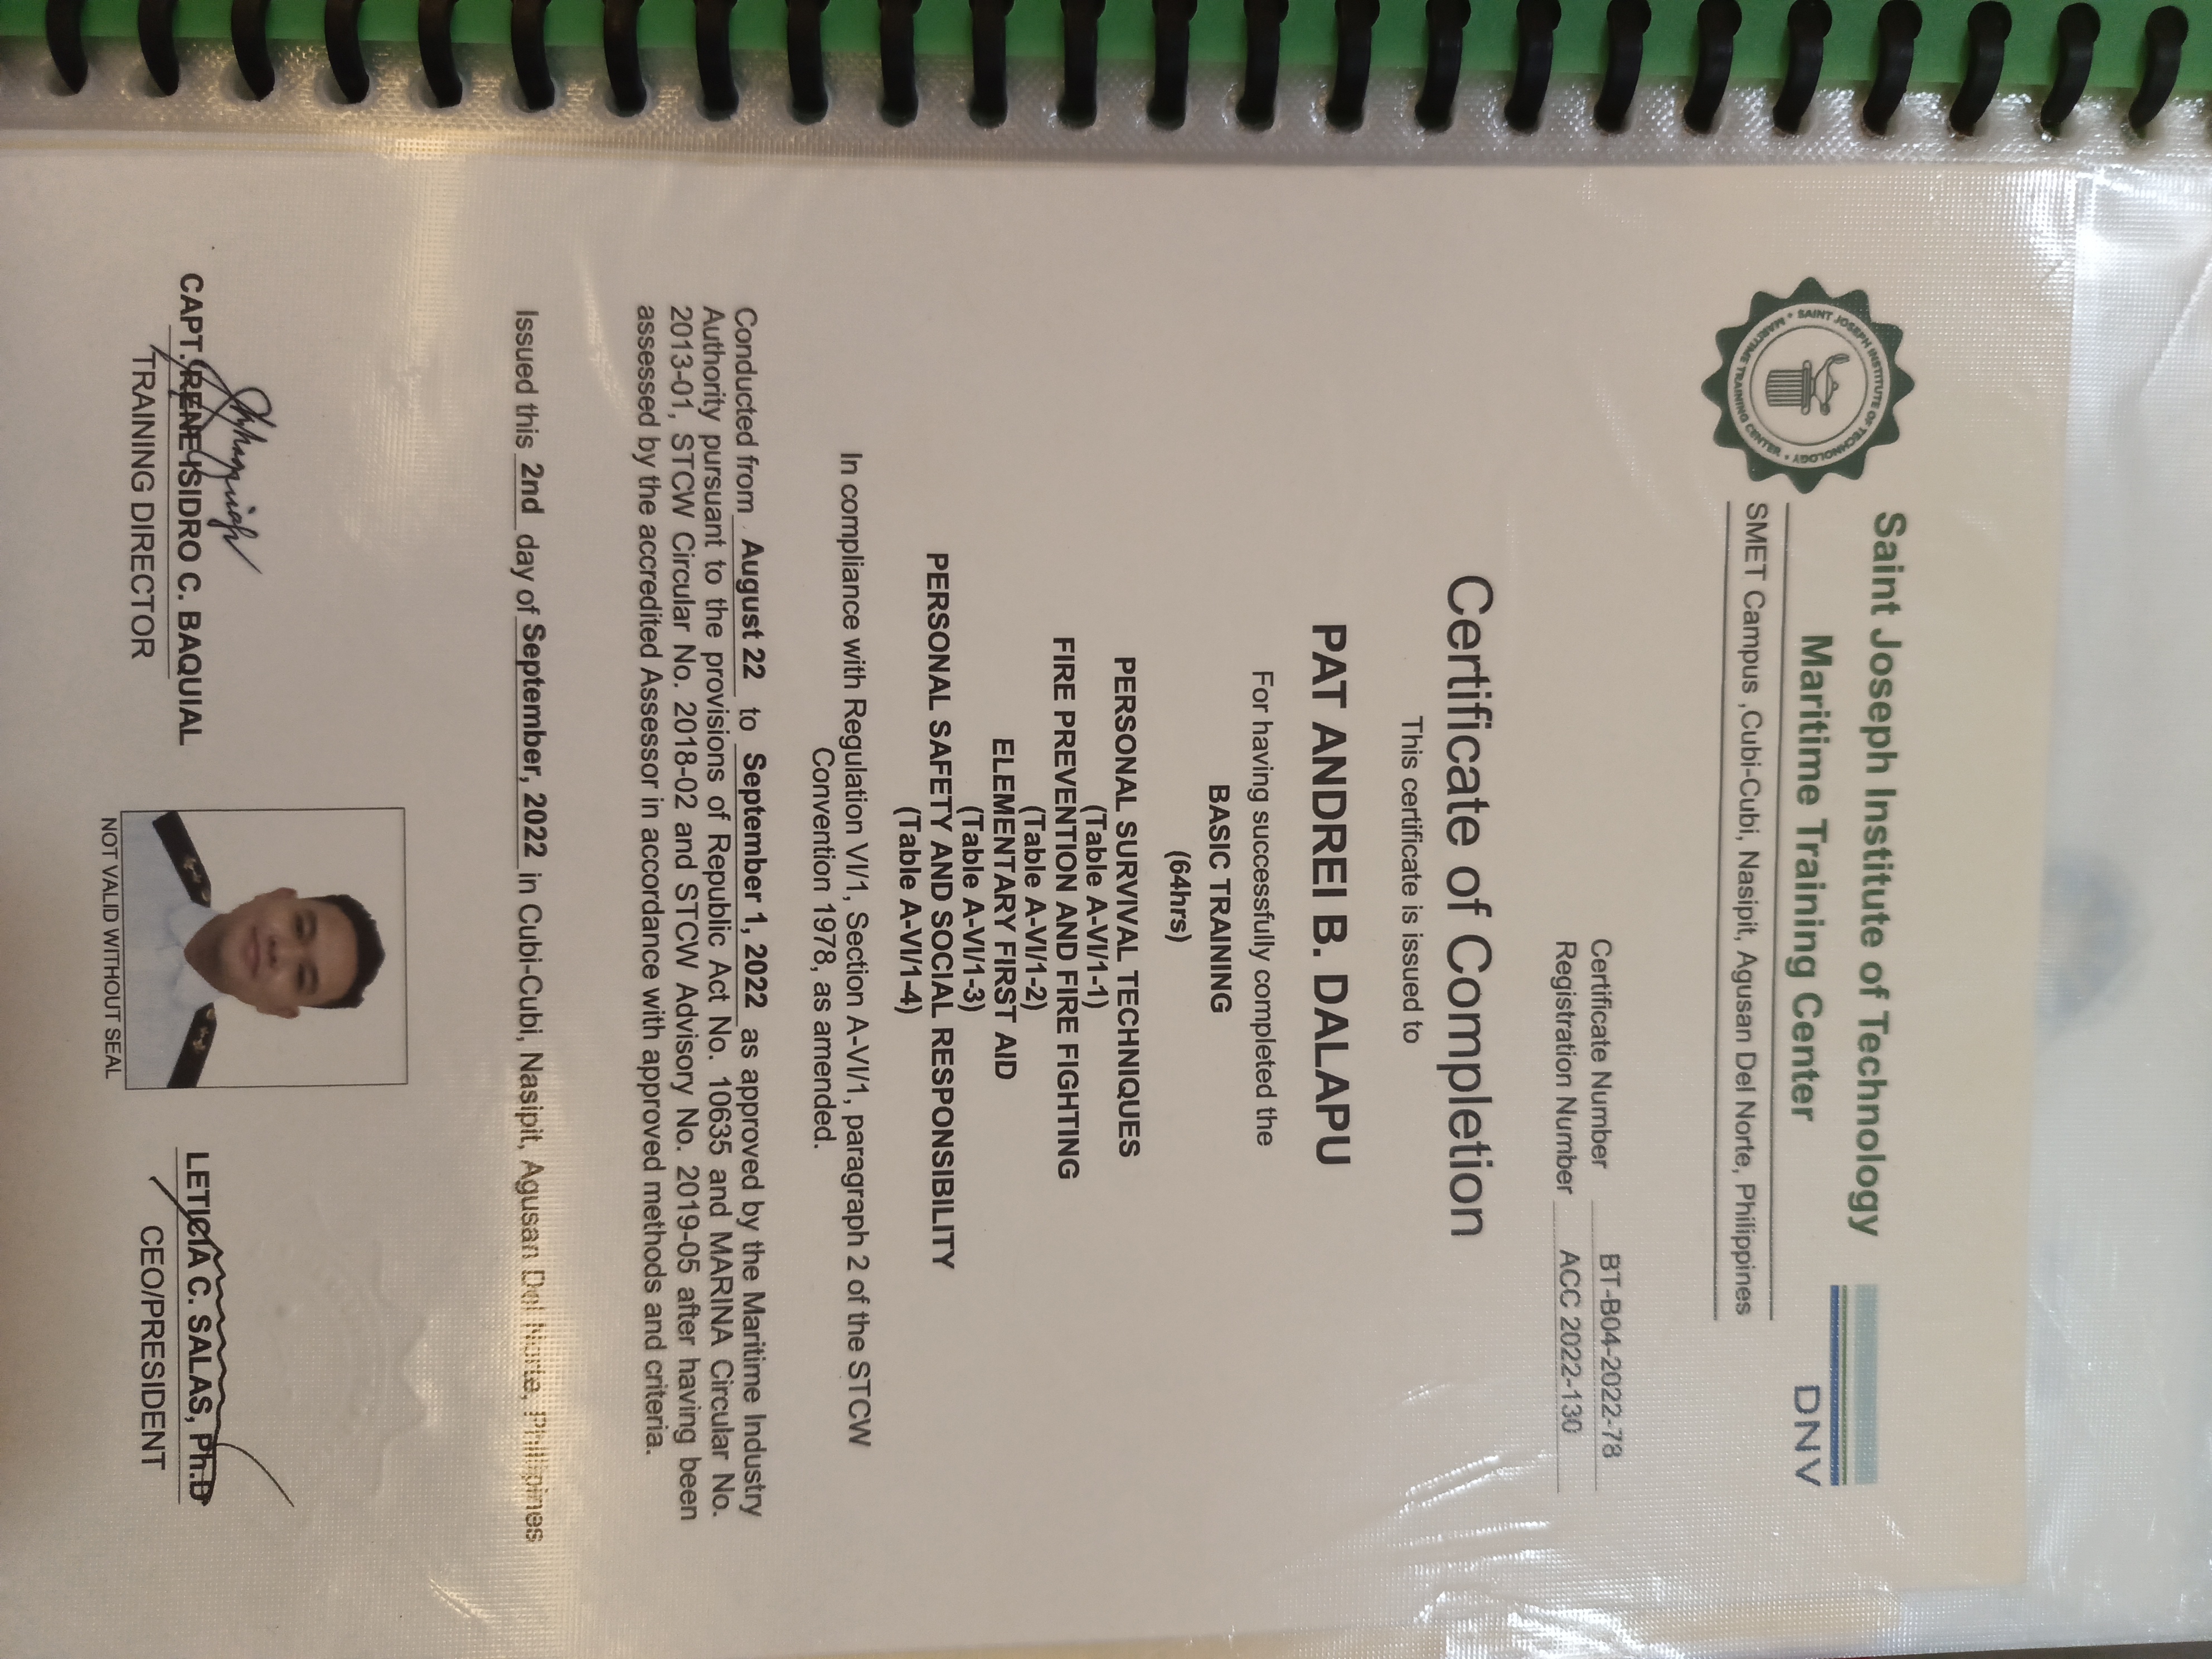 SAINT JOSEPH INSTITUTE OF TECHNOLOGY
MARITIME TRAINING CENTER
Saint Joseph Institute of Technology
Maritime Training Center
SMET Campus ,Cubi-Cubi, Nasipit, Agusan Del Norte, Philippines
DNV
Certificate Number BT-B04-2022-78
Registration Number ACC 2022-130
Certificate of Completion
This certificate is issued to
PAT ANDREI B. DALAPU
For having successfully completed the
BASIC TRAINING
(64hrs)
PERSONAL SURVIVAL TECHNIQUES
(Table A-VI/1-1)
FIRE PREVENTION AND FIRE FIGHTING
(Table A-VI/1-2)
ELEMENTARY FIRST AID
(Table A-VI/1-3)
PERSONAL SAFETY AND SOCIAL RESPONSIBILITY
(Table A-VI/1-4)
In compliance with Regulation VI/1, Section A-VI/1, paragraph 2 of the STCW
Convention 1978, as amended.
Conducted from August 22 to September 1, 2022 as approved by the Maritime Industry
Authority pursuant to the provisions of Republic Act No. 10635 and MARINA Circular No.
2013-01, STCW Circular No. 2018-02 and STCW Advisory No. 2019-05 after having been
assessed by the accredited Assessor in accordance with approved methods and criteria.
Issued this 2nd day of September, 2022 in Cubi-Cubi, Nasipit, Agusan Del Norte, Philippines
CAPT. RENE ISIDRO C. BAQUIAL
TRAINING DIRECTOR
NOT VALID WITHOUT SEAL
LETICIA C. SALAS, Ph.D
CEO/PRESIDENT